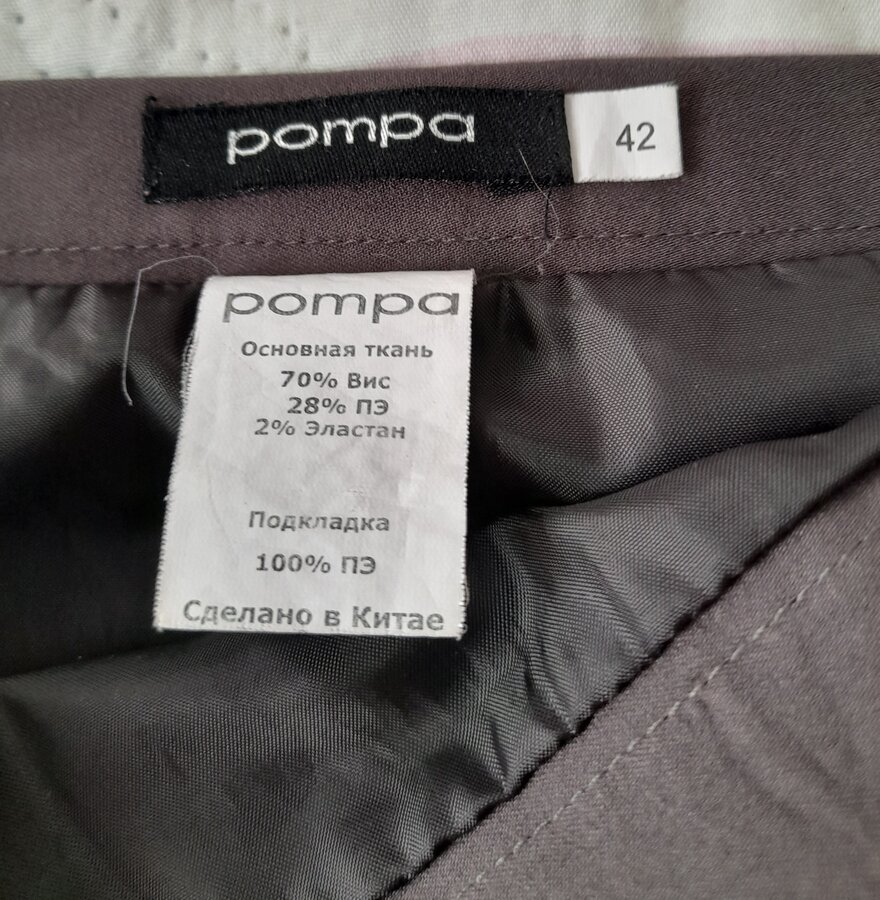 pompa
42
pompa
Основная ткань
70% Вис
28% ПЭ
2% Эластан
Подкладка
100% ПЭ
Сделано в Китае